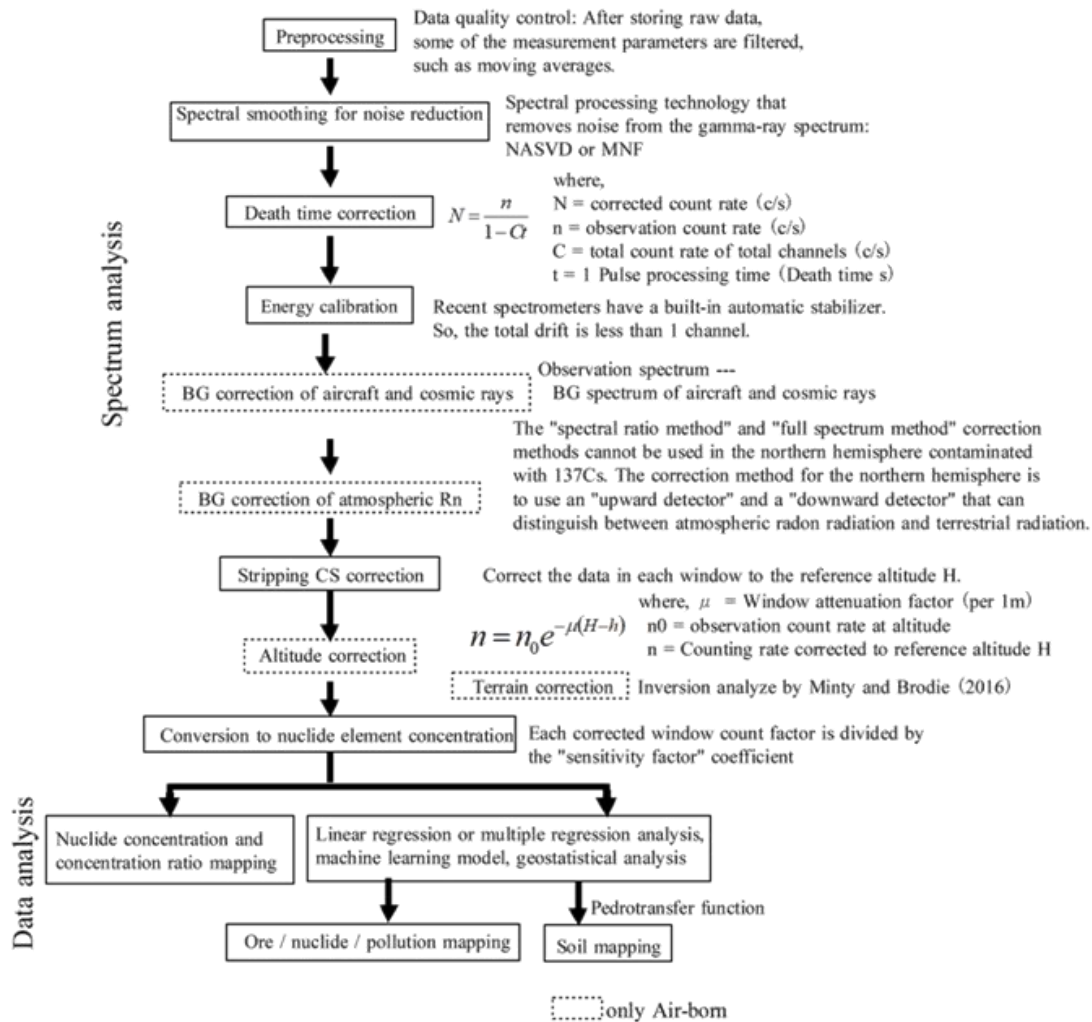 Preprocessing
Data quality control: After storing raw data,
some of the measurement parameters are filtered,
such as moving averages.
Spectral smoothing for noise reduction
Spectral processing technology that
removes noise from the gamma-ray spectrum:
NASVD or MNF
Death time correction
N = n / 1 − Ct
where,
N = corrected count rate (c/s)
n = observation count rate (c/s)
C = total count rate of total channels (c/s)
t = 1 Pulse processing time (Death time s)
Energy calibration
Recent spectrometers have a built-in automatic stabilizer.
So, the total drift is less than 1 channel.
BG correction of aircraft and cosmic rays
Observation spectrum ---
BG spectrum of aircraft and cosmic rays
The "spectral ratio method" and "full spectrum method" correction
methods cannot be used in the northern hemisphere contaminated
with 137Cs. The correction method for the northern hemisphere is
to use an "upward detector" and a "downward detector" that can
distinguish between atmospheric radon radiation and terrestrial radiation.
BG correction of atmospheric Rn
Stripping CS correction
Correct the data in each window to the reference altitude H.
where, μ = Window attenuation factor (per 1m)
n0 = observation count rate at altitude
n = Counting rate corrected to reference altitude H
n = n₀e^−μ(H−h)
Altitude correction
Terrain correction
Inversion analyze by Minty and Brodie (2016)
Conversion to nuclide element concentration
Each corrected window count factor is divided by
the "sensitivity factor" coefficient
Nuclide concentration and
concentration ratio mapping
Linear regression or multiple regression analysis,
machine learning model, geostatistical analysis
Pedrotransfer function
Ore / nuclide / pollution mapping
Soil mapping
only Air-born
Spectrum analysis
Data analysis